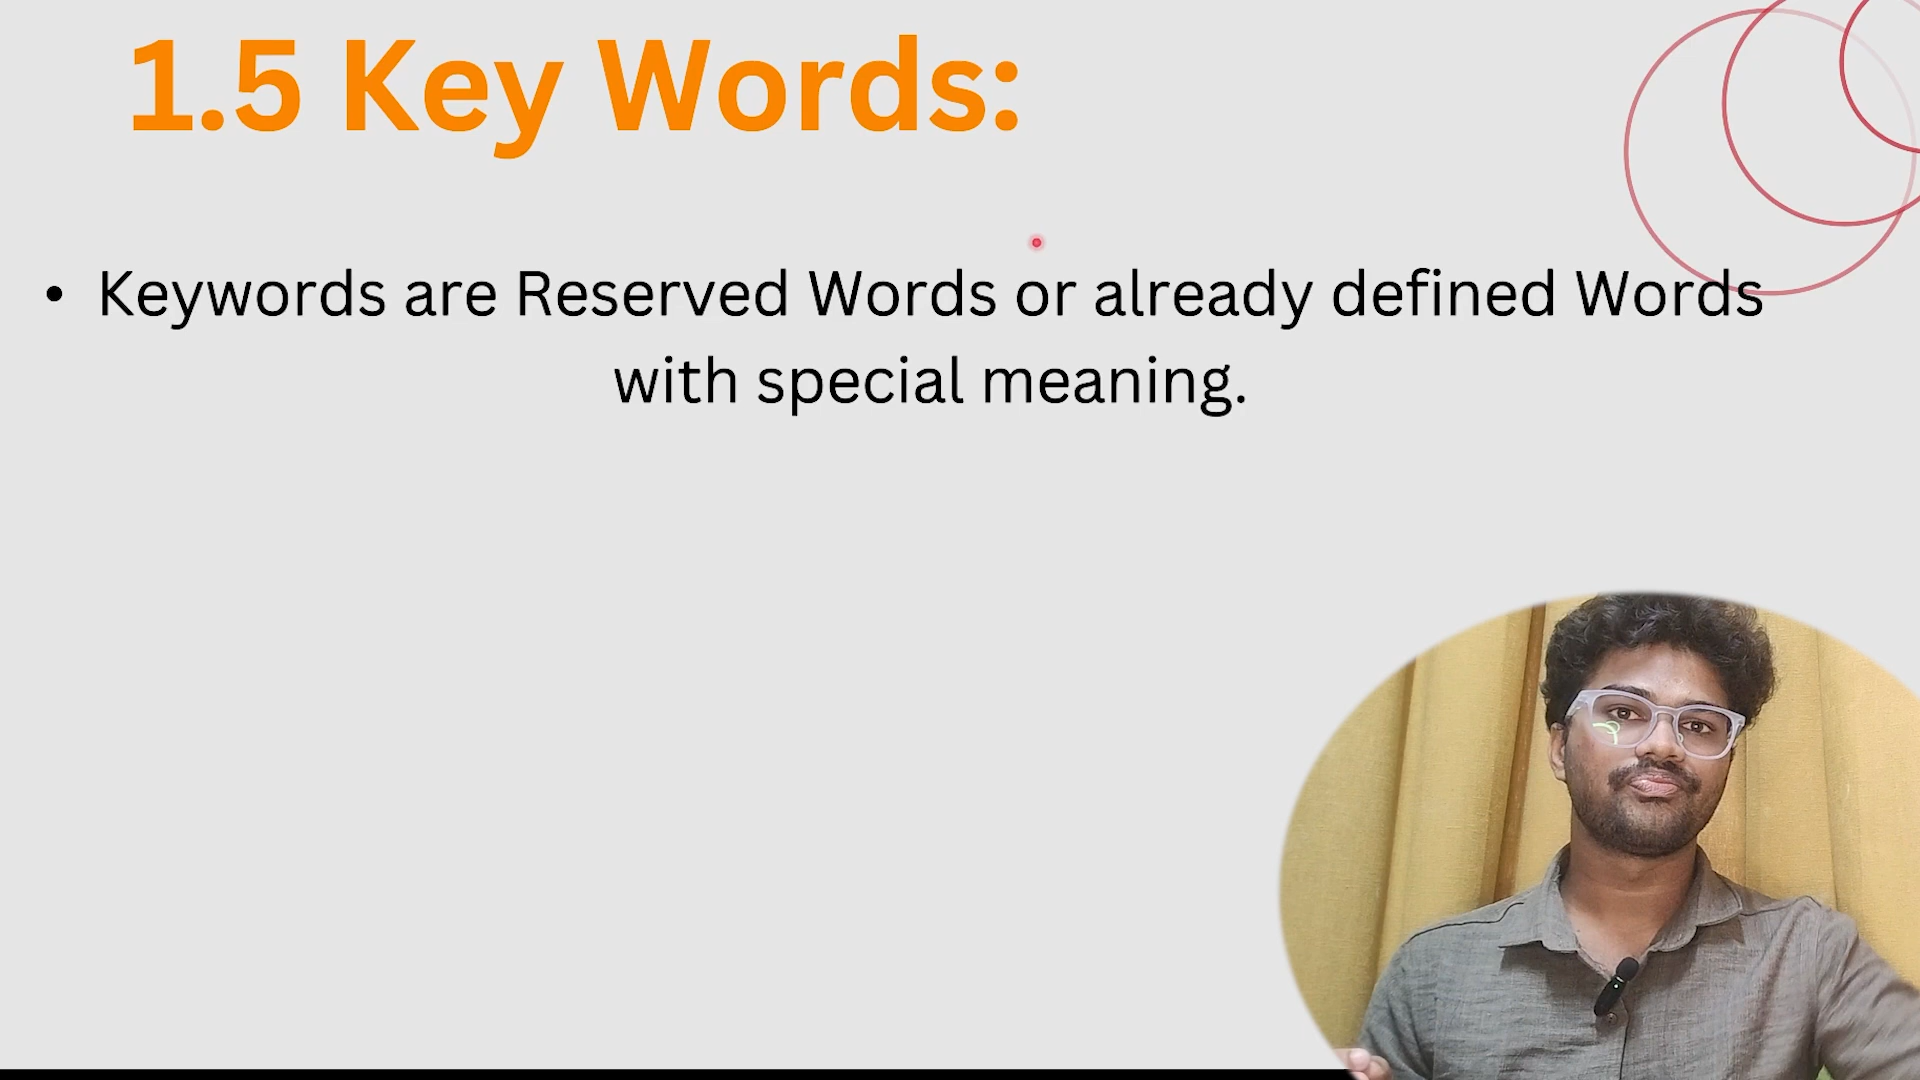 1.5 Key Words:
• Keywords are Reserved Words or already defined Words
with special meaning.